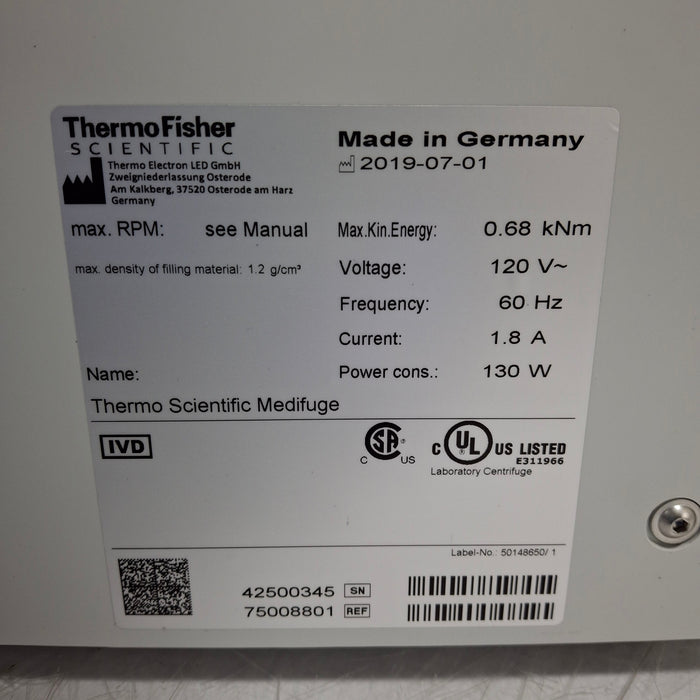 ThermoFisher
SCIENTIFIC
Thermo Electron LED GmbH
Zweigniederlassung Osterode
Am Kalkberg, 37520 Osterode am Harz
Germany
Made in Germany
2019-07-01
max. RPM: see Manual
max. density of filling material: 1.2 g/cm³
Max.Kin.Energy: 0.68 kNm
Voltage: 120 V~
Frequency: 60 Hz
Current: 1.8 A
Power cons.: 130 W
Name:
Thermo Scientific Medifuge
IVD
C SA ® US
C UL ® US LISTED
E311966
Laboratory Centrifuge
Label-No.: 50148650/ 1
42500345 SN
75008801 REF